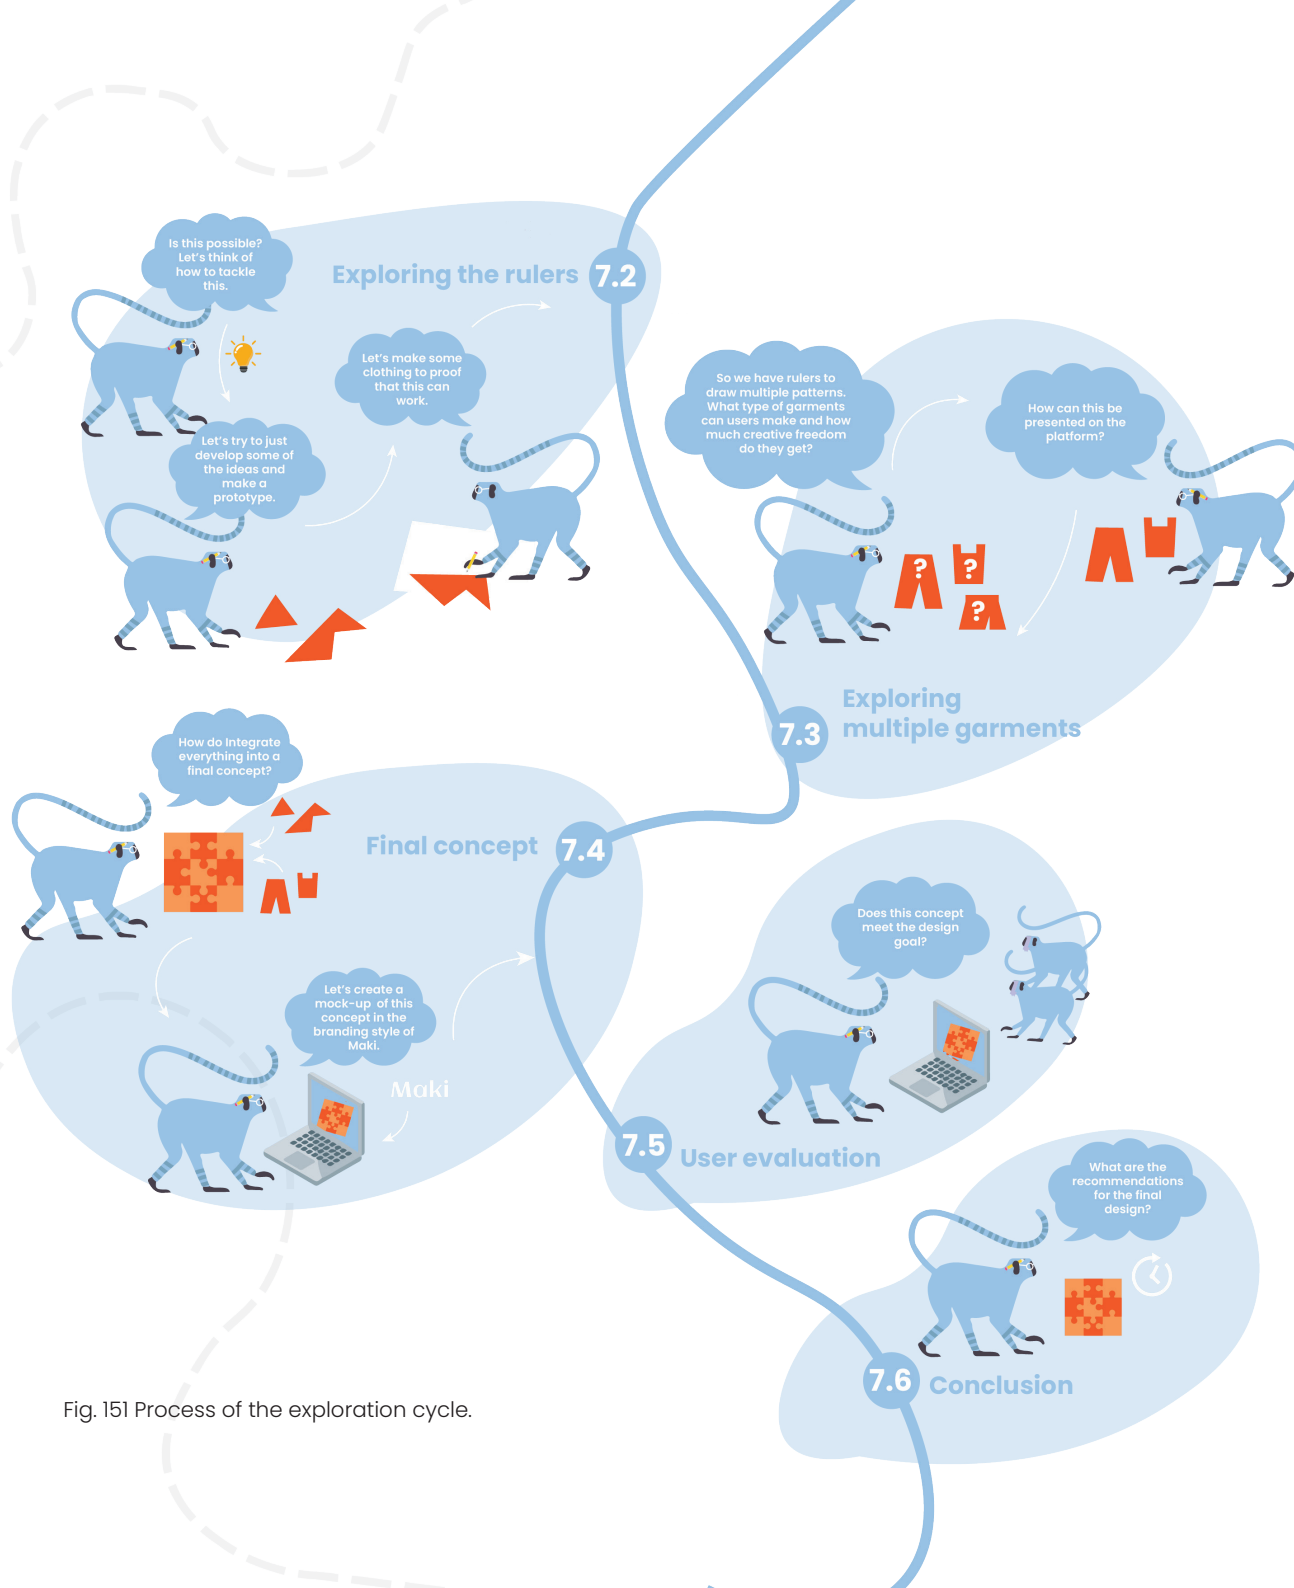 Is this possible?
Let's think of
how to tackle
this.
Exploring the rulers
7.2
Let's make some
clothing to proof
that this can
work.
Let's try to just
develop some of
the ideas and
make a
prototype.
So we have rulers to
draw multiple patterns.
What type of garments
can users make and how
much creative freedom
do they get?
How can this be
presented on the
platform?
?
?
?
7.3
Exploring
multiple garments
How do Integrate
everything into a
final concept?
Final concept
7.4
Let's create a
mock-up of this
concept in the
branding style of
Maki.
Maki
Does this concept
meet the design
goal?
7.5
User evaluation
What are the
recommendations
for the final
design?
7.6
Conclusion
Fig. 151 Process of the exploration cycle.